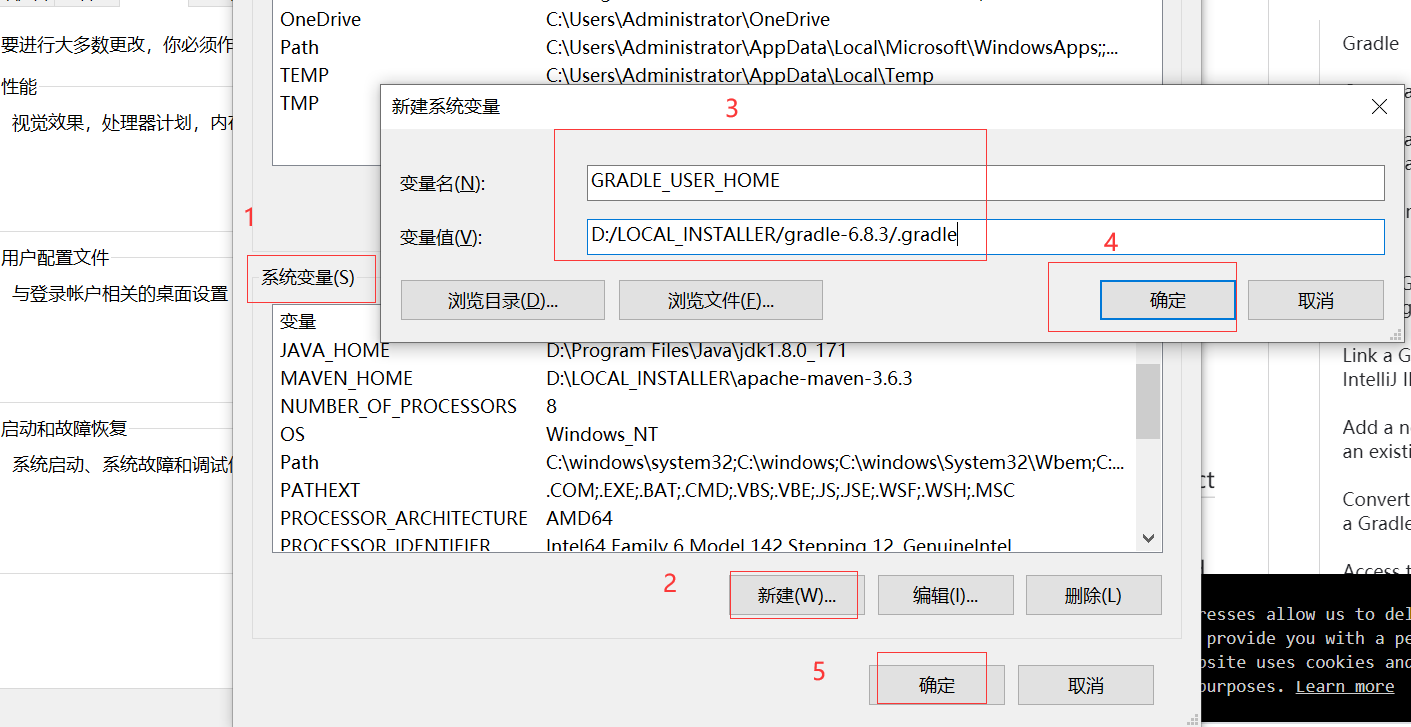 要进行大多数更改，你必须作
性能
视觉效果，处理器计划，内存
用户配置文件
与登录帐户相关的桌面设置
启动和故障恢复
系统启动、系统故障和调试信
OneDrive C:\Users\Administrator\OneDrive
Path C:\Users\Administrator\AppData\Local\Microsoft\WindowsApps;;...
TEMP C:\Users\Administrator\AppData\Local\Temp
TMP
新建系统变量
3
变量名(N): GRADLE_USER_HOME
变量值(V): D:/LOCAL_INSTALLER/gradle-6.8.3/.gradle
4
浏览目录(D)... 浏览文件(F)... 确定 取消
1
系统变量(S)
变量
JAVA_HOME D:\Program Files\Java\jdk1.8.0_171
MAVEN_HOME D:\LOCAL_INSTALLER\apache-maven-3.6.3
NUMBER_OF_PROCESSORS 8
OS Windows_NT
Path C:\windows\system32;C:\windows;C:\windows\System32\Wbem;C:...
PATHEXT .COM;.EXE;.BAT;.CMD;.VBS;.VBE;.JS;.JSE;.WSF;.WSH;.MSC
PROCESSOR_ARCHITECTURE AMD64
PROCESSOR_IDENTIFIER Intel64 Family 6 Model 142 Stepping 12, GenuineIntel
2
新建(W)... 编辑(I)... 删除(L)
5
确定 取消
Gradle
Link a G
IntelliJ I
Add a n
an existi
Convert
a Gradle
Access t
ct
resses allow us to del
provide you with a pe
bsite uses cookies and
purposes. Learn more